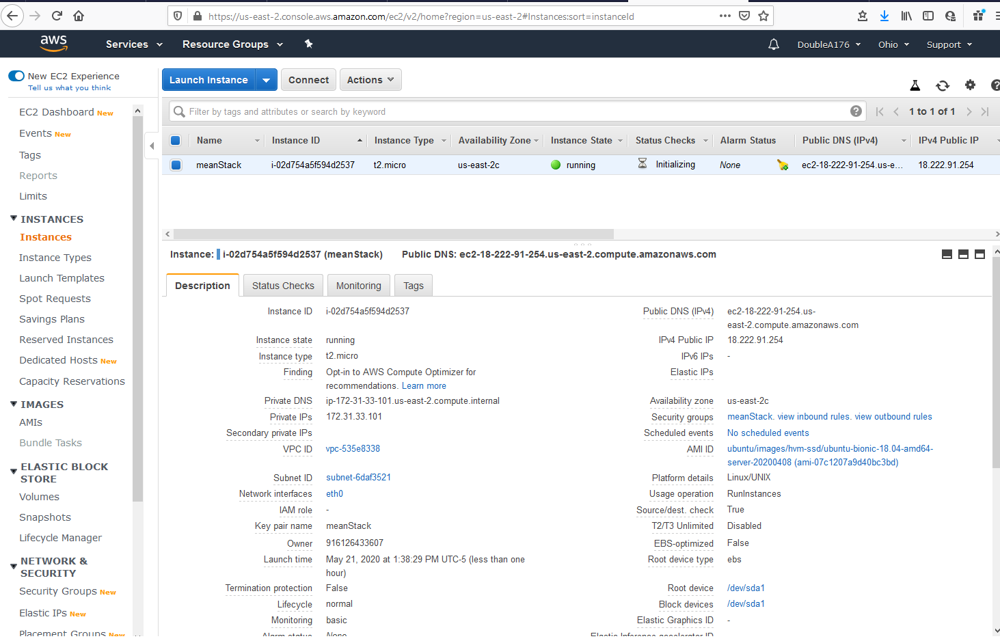 https://us-east-2.console.aws.amazon.com/ec2/v2/home?region=us-east-2#Instances:sort=instanceId
aws Services Resource Groups DoubleA176 Ohio Support
New EC2 Experience
Tell us what you think
EC2 Dashboard New
Events New
Tags
Reports
Limits
INSTANCES
Instances
Instance Types
Launch Templates
Spot Requests
Savings Plans
Reserved Instances
Dedicated Hosts New
Capacity Reservations
IMAGES
AMIs
Bundle Tasks
ELASTIC BLOCK
STORE
Volumes
Snapshots
Lifecycle Manager
NETWORK &
SECURITY
Security Groups New
Elastic IPs New
Placement Groups New
Launch Instance Connect Actions
Filter by tags and attributes or search by keyword ? 1 to 1 of 1
Name Instance ID Instance Type Availability Zone Instance State Status Checks Alarm Status Public DNS (IPv4) IPv4 Public IP
meanStack i-02d754a5f594d2537 t2.micro us-east-2c running Initializing None ec2-18-222-91-254.us-e... 18.222.91.254
Instance: i-02d754a5f594d2537 (meanStack) Public DNS: ec2-18-222-91-254.us-east-2.compute.amazonaws.com
Description Status Checks Monitoring Tags
Instance ID i-02d754a5f594d2537
Instance state running
Instance type t2.micro
Finding Opt-in to AWS Compute Optimizer for
recommendations. Learn more
Private DNS ip-172-31-33-101.us-east-2.compute.internal
Private IPs 172.31.33.101
Secondary private IPs
VPC ID vpc-535e8338
Subnet ID subnet-6daf3521
Network interfaces eth0
IAM role -
Key pair name meanStack
Owner 916126433607
Launch time May 21, 2020 at 1:38:29 PM UTC-5 (less than one
hour)
Termination protection False
Lifecycle normal
Monitoring basic
Alarm status None
Public DNS (IPv4) ec2-18-222-91-254.us-
east-2.compute.amazonaws.com
IPv4 Public IP 18.222.91.254
IPv6 IPs -
Elastic IPs
Availability zone us-east-2c
Security groups meanStack. view inbound rules. view outbound rules
Scheduled events No scheduled events
AMI ID ubuntu/images/hvm-ssd/ubuntu-bionic-18.04-amd64-
server-20200408 (ami-07c1207a9d40bc3bd)
Platform details Linux/UNIX
Usage operation RunInstances
Source/dest. check True
T2/T3 Unlimited Disabled
EBS-optimized False
Root device type ebs
Root device /dev/sda1
Block devices /dev/sda1
Elastic Graphics ID -
Elastic Inference accelerator ID